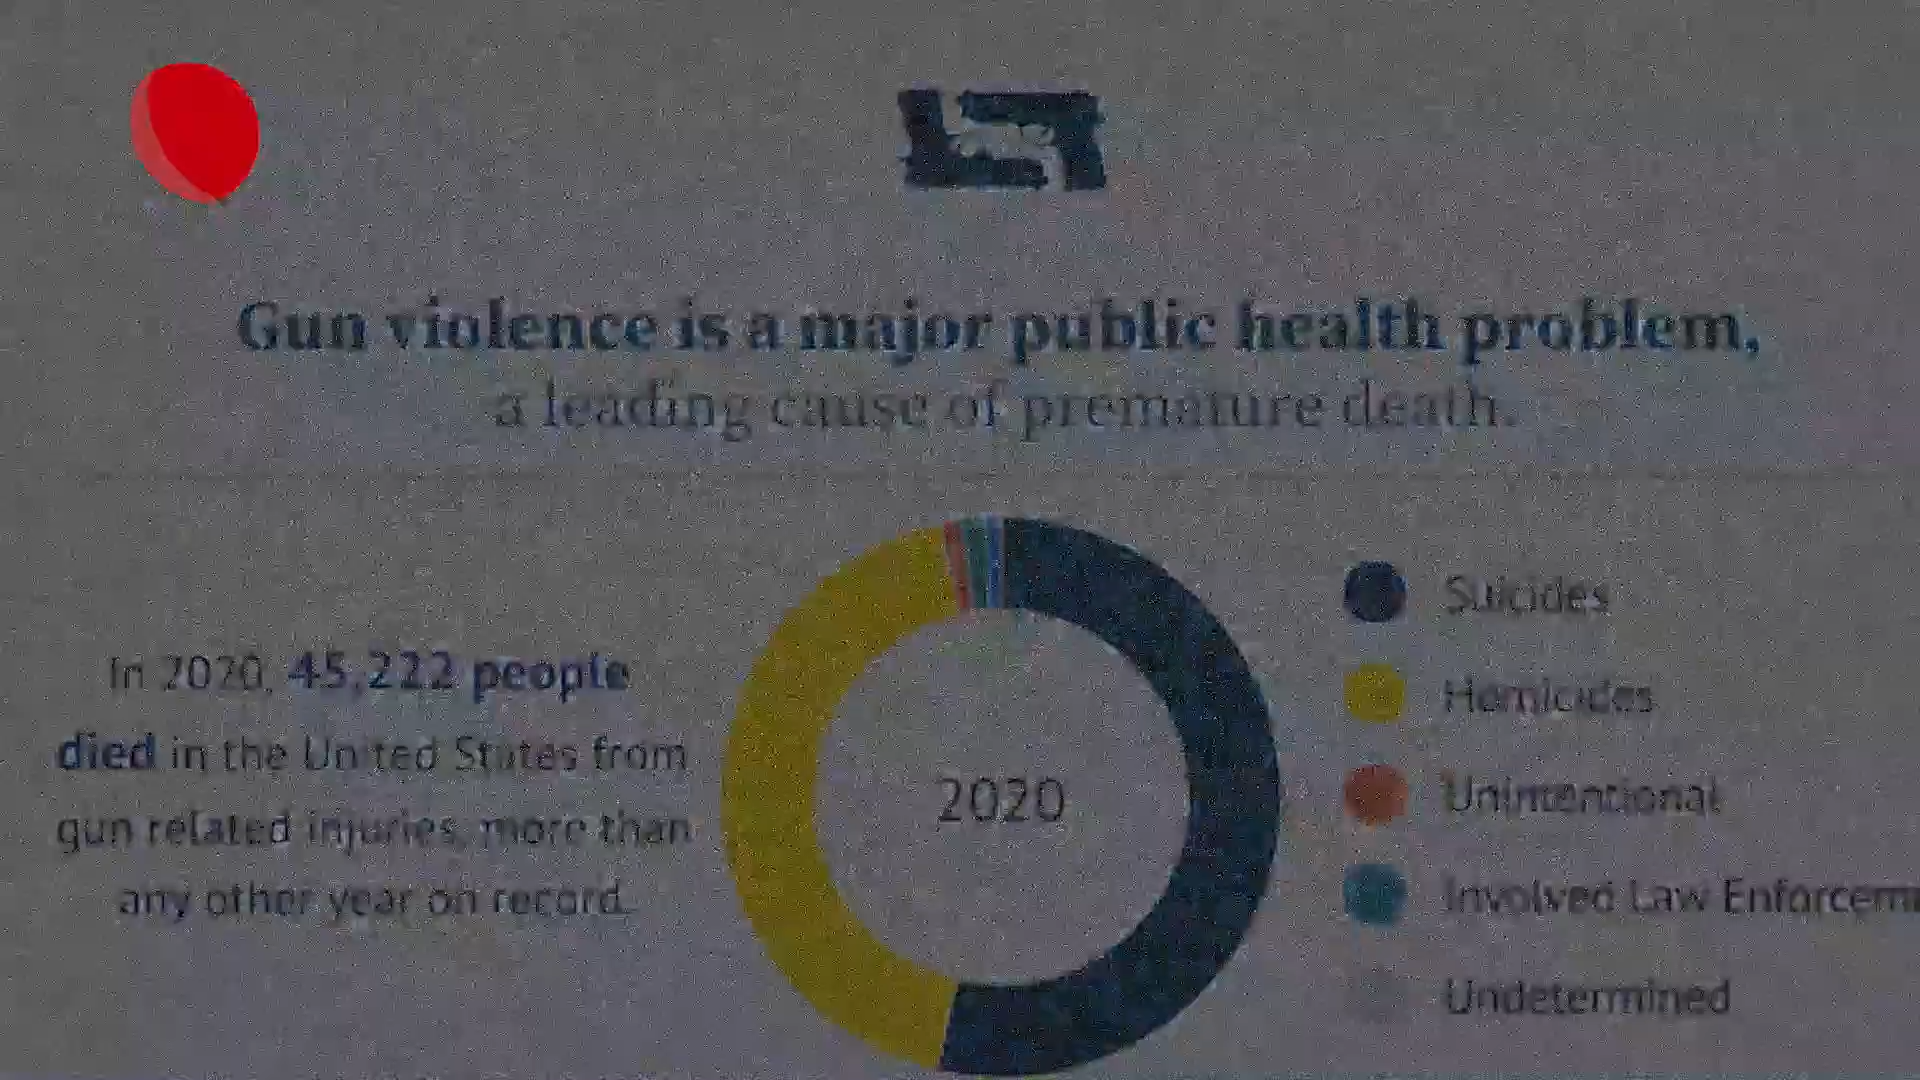 Gun violence is a major public health problem,
a leading cause of premature death.
In 2020, 45,222 people
died in the United States from
gun related injuries, more than
any other year on record.
2020
Suicides
Homicides
Unintentional
Involved Law Enforceme
Undetermined